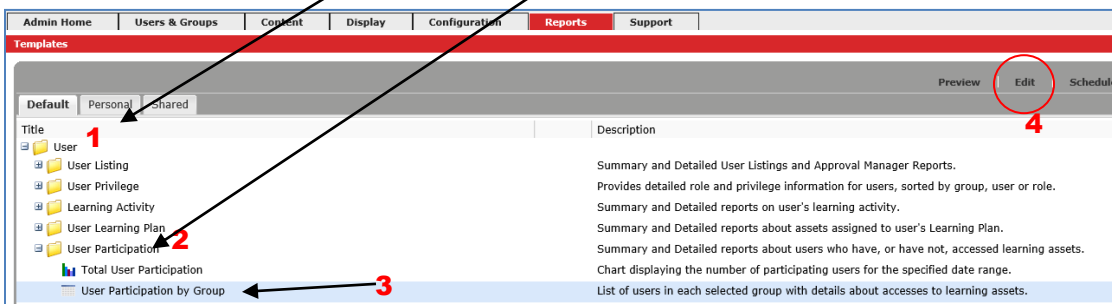 Admin Home Users & Groups Content Display Configuration Reports Support
Templates
Preview Edit Schedul
Default Personal Shared
4
Title Description
1
User
User Listing Summary and Detailed User Listings and Approval Manager Reports.
User Privilege Provides detailed role and privilege information for users, sorted by group, user or role.
Learning Activity Summary and Detailed reports on user's learning activity.
User Learning Plan Summary and Detailed reports about assets assigned to user's Learning Plan.
User Participation 2 Summary and Detailed reports about users who have, or have not, accessed learning assets.
Total User Participation Chart displaying the number of participating users for the specified date range.
User Participation by Group 3 List of users in each selected group with details about accesses to learning assets.